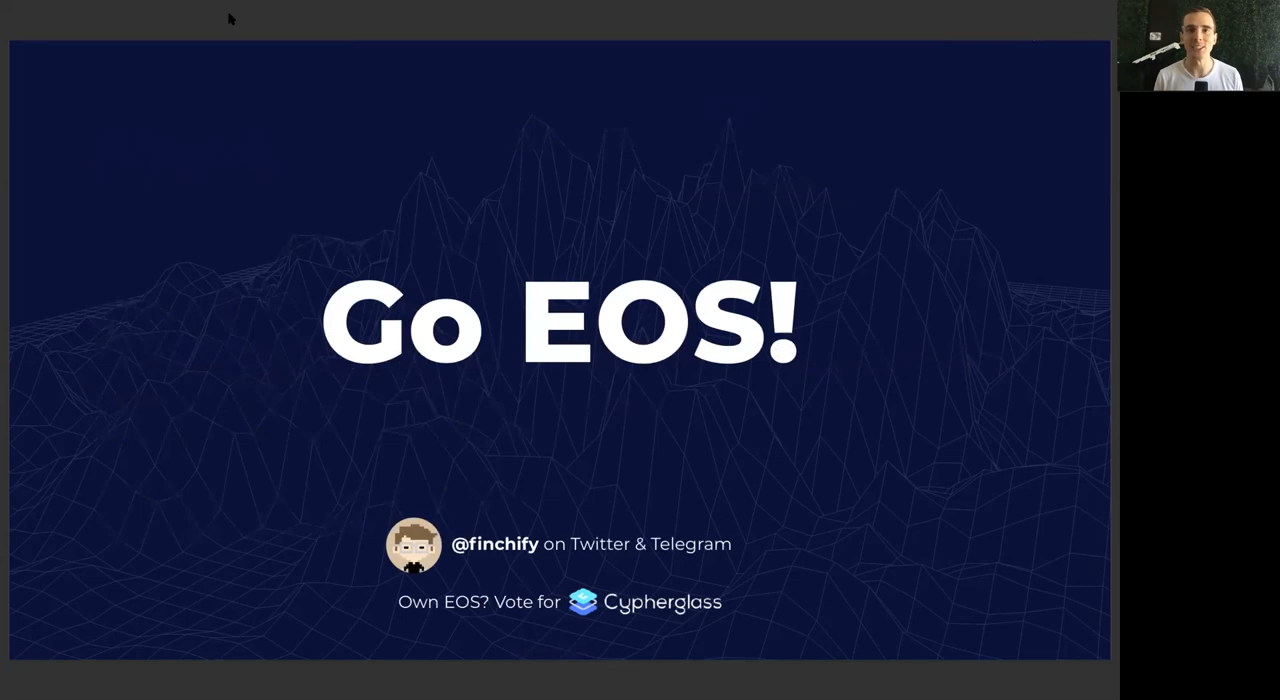 Go EOS!
@finchify on Twitter & Telegram
Own EOS? Vote for Cypherglass